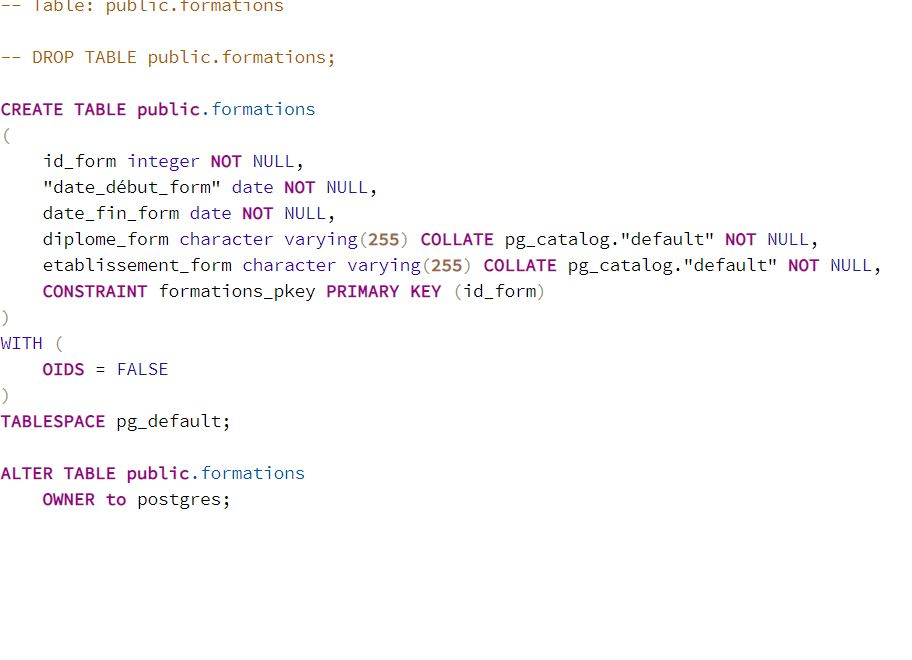 -- Table: public.formations
-- DROP TABLE public.formations;
CREATE TABLE public.formations
(
id_form integer NOT NULL,
"date_début_form" date NOT NULL,
date_fin_form date NOT NULL,
diplome_form character varying(255) COLLATE pg_catalog."default" NOT NULL,
etablissement_form character varying(255) COLLATE pg_catalog."default" NOT NULL,
CONSTRAINT formations_pkey PRIMARY KEY (id_form)
)
WITH (
OIDS = FALSE
)
TABLESPACE pg_default;
ALTER TABLE public.formations
OWNER to postgres;